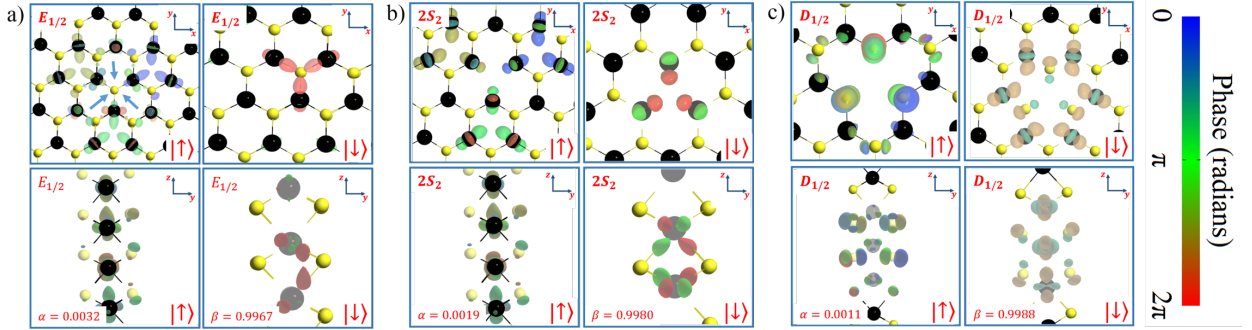 a)
E1/2
y
x
|↑⟩
E1/2
y
x
|↓⟩
E1/2
z
y
α = 0.0032
|↑⟩
E1/2
z
y
β = 0.9967
|↓⟩
b)
2S2
y
x
|↑⟩
2S2
y
x
|↓⟩
2S2
z
y
α = 0.0019
|↑⟩
2S2
z
y
β = 0.9980
|↓⟩
c)
D1/2
y
x
|↑⟩
D1/2
y
x
|↓⟩
D1/2
z
y
α = 0.0011
|↑⟩
D1/2
z
y
β = 0.9988
|↓⟩
0
π
2π
Phase (radians)